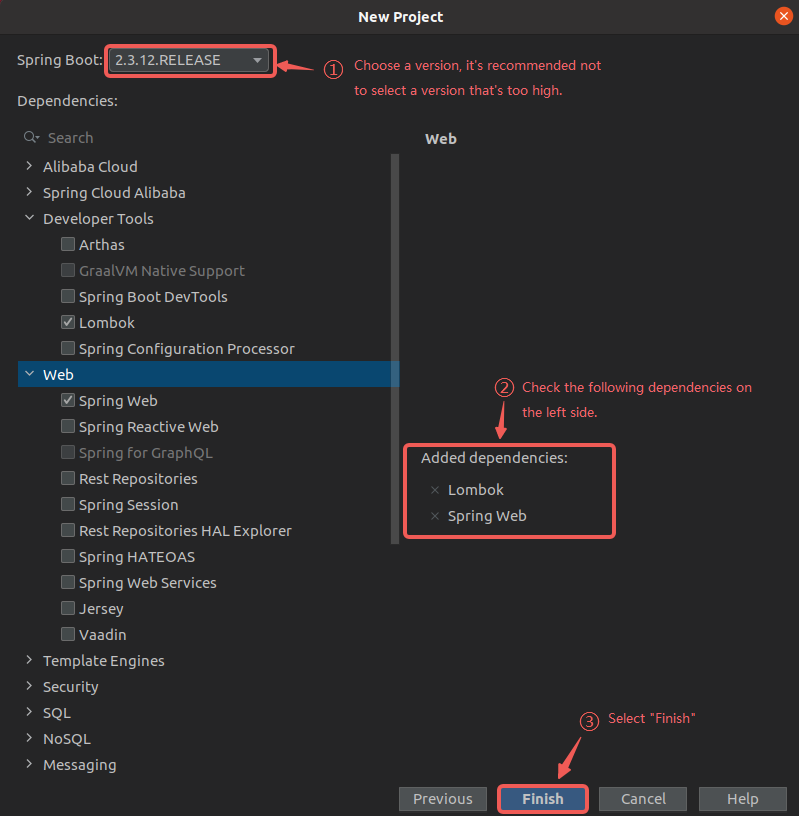 New Project
Spring Boot: 2.3.12.RELEASE
① Choose a version, it's recommended not
to select a version that's too high.
Dependencies:
Search
Web
Alibaba Cloud
Spring Cloud Alibaba
Developer Tools
Arthas
GraalVM Native Support
Spring Boot DevTools
Lombok
Spring Configuration Processor
Web
Spring Web
Spring Reactive Web
Spring for GraphQL
Rest Repositories
Spring Session
Rest Repositories HAL Explorer
Spring HATEOAS
Spring Web Services
Jersey
Vaadin
Template Engines
Security
SQL
NoSQL
Messaging
② Check the following dependencies on
the left side.
Added dependencies:
× Lombok
× Spring Web
③ Select "Finish"
Previous
Finish
Cancel
Help